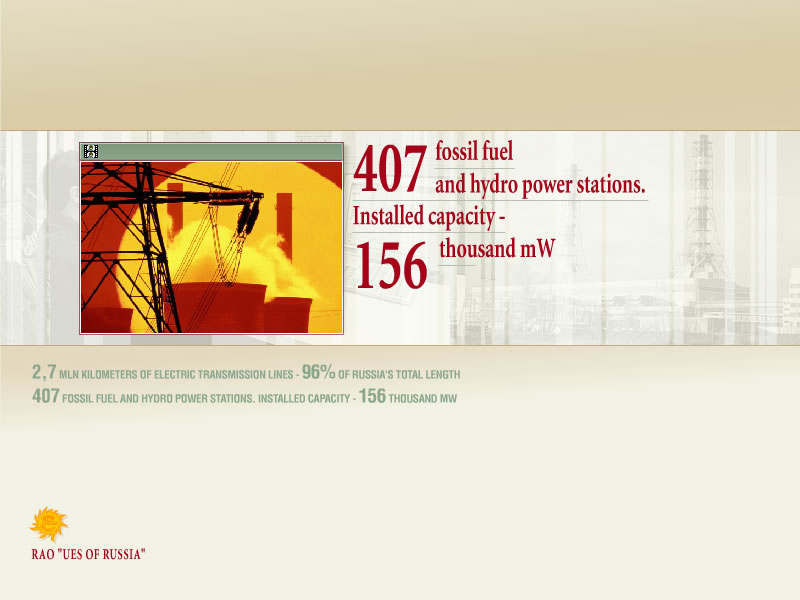 407 fossil fuel
and hydro power stations.
Installed capacity -
156 thousand mW
2,7 MLN KILOMETERS OF ELECTRIC TRANSMISSION LINES - 96% OF RUSSIA'S TOTAL LENGTH
407 FOSSIL FUEL AND HYDRO POWER STATIONS. INSTALLED CAPACITY - 156 THOUSAND MW
RAO "UES OF RUSSIA"